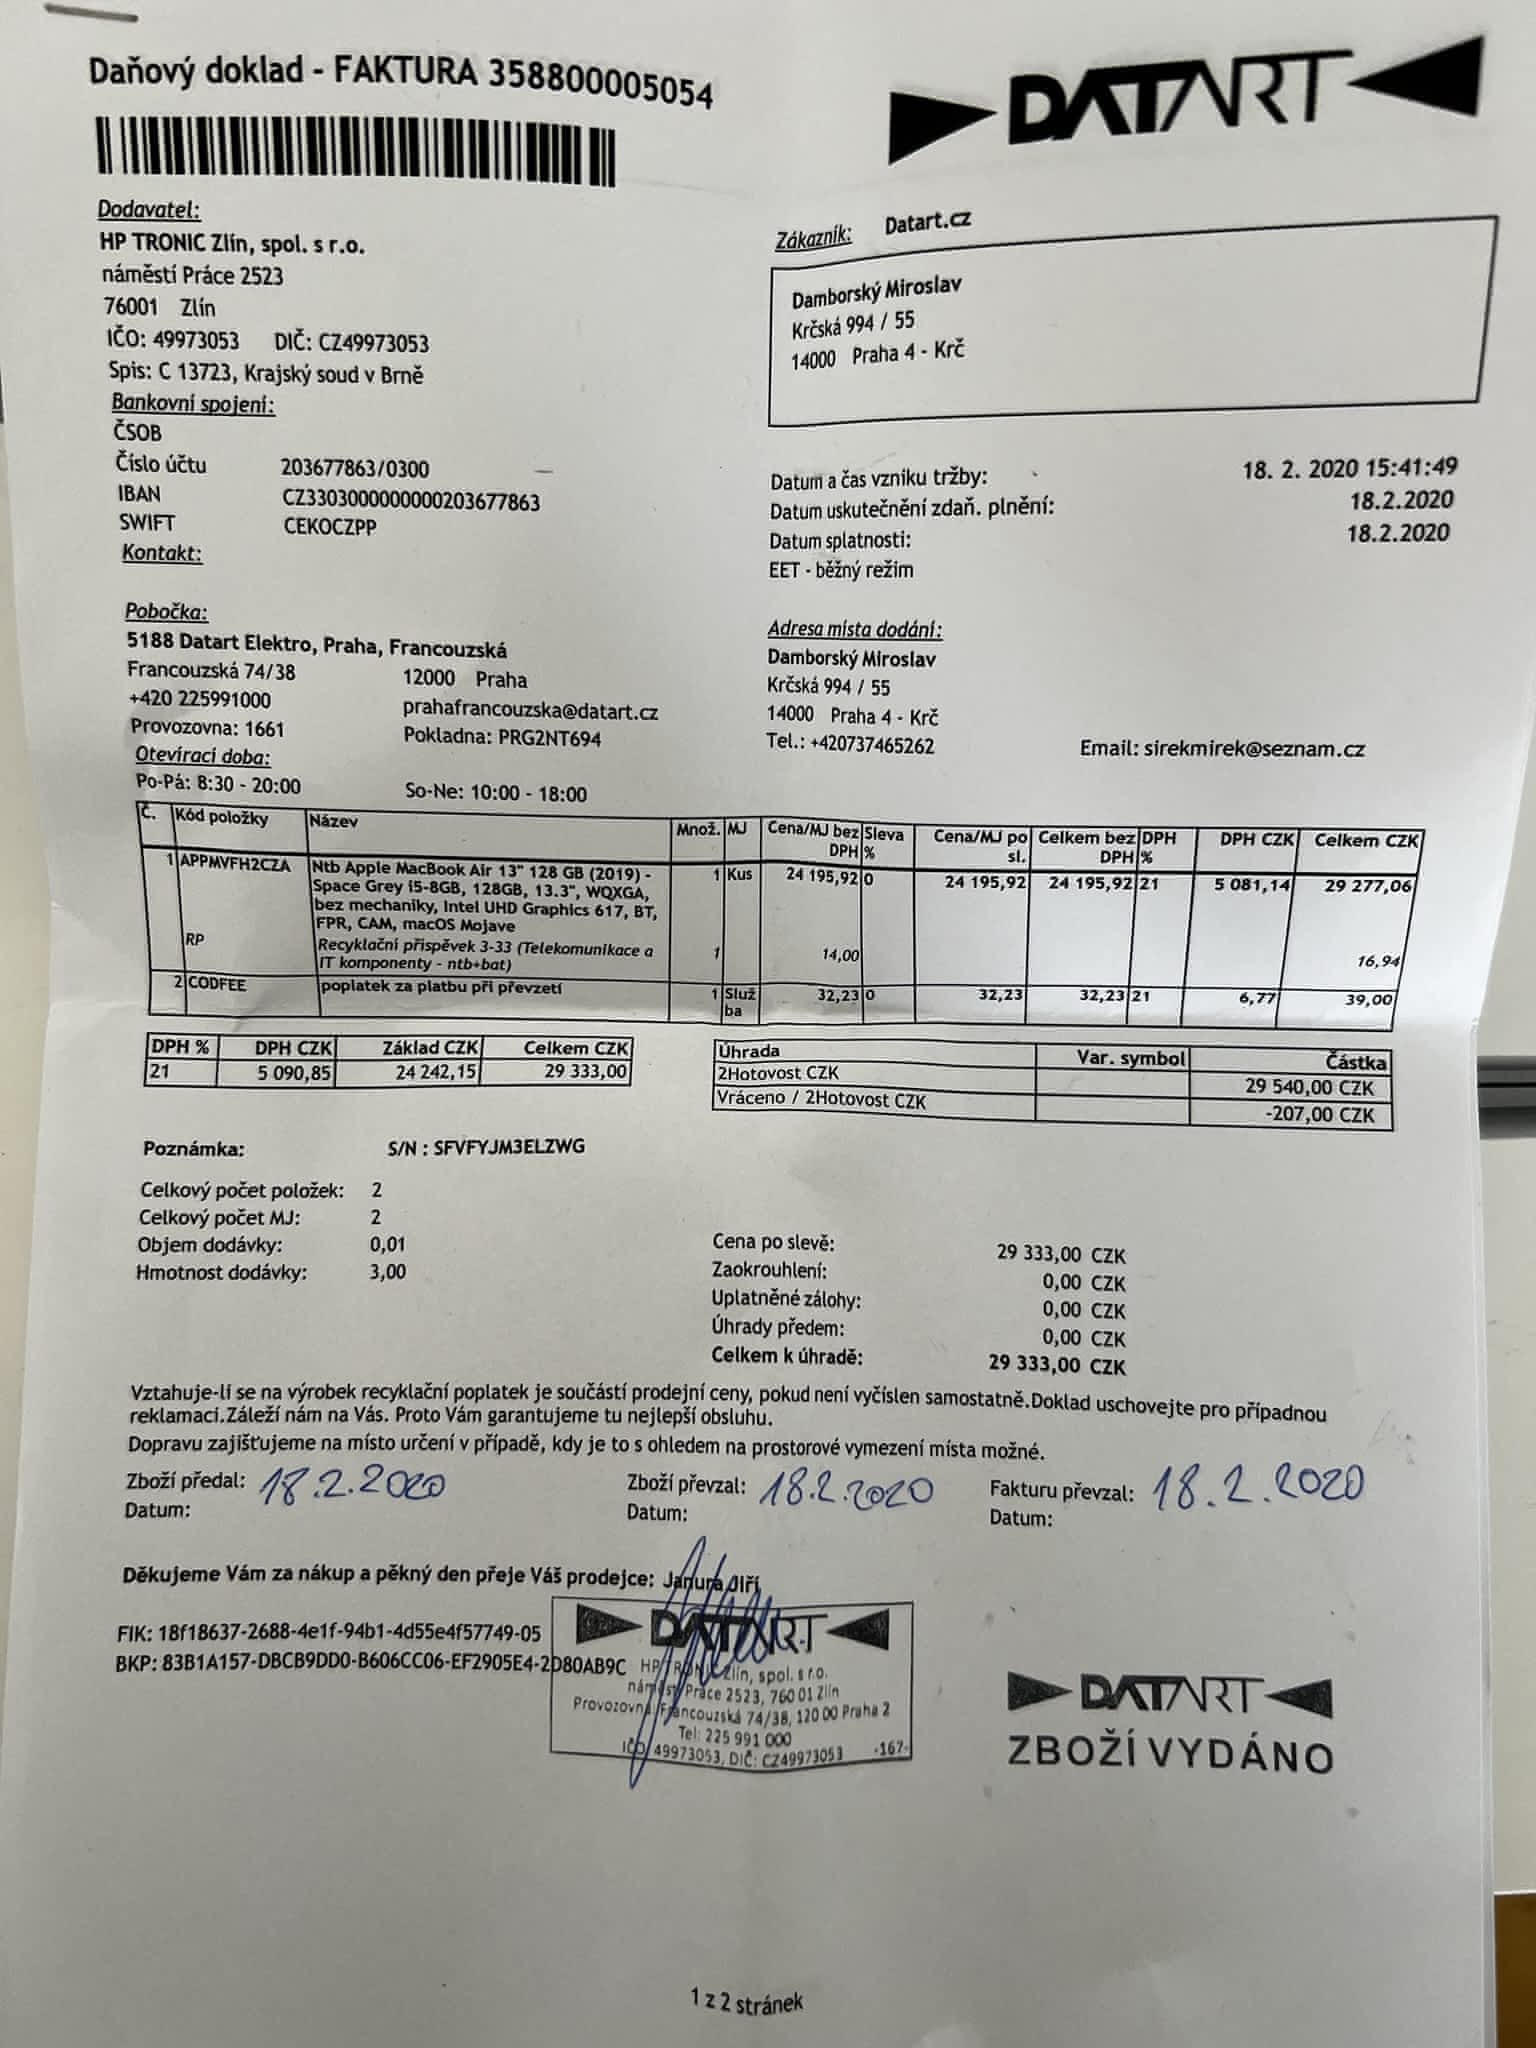 Daňový doklad - FAKTURA 358800005054
DATART
Dodavatel:
HP TRONIC Zlín, spol. s r.o.
náměstí Práce 2523
76001 Zlín
IČO: 49973053 DIČ: CZ49973053
Spis: C 13723, Krajský soud v Brně
Bankovní spojení:
ČSOB
Číslo účtu 203677863/0300
IBAN CZ3303000000000203677863
SWIFT CEKOCZPP
Kontakt:
Zákazník: Datart.cz
Damborský Miroslav
Krčská 994 / 55
14000 Praha 4 - Krč
Datum a čas vzniku tržby: 18. 2. 2020 15:41:49
Datum uskutečnění zdaň. plnění: 18.2.2020
Datum splatnosti: 18.2.2020
EET - běžný režim
Pobočka:
5188 Datart Elektro, Praha, Francouzská
Francouzská 74/38 12000 Praha
+420 225991000 prahafrancouzska@datart.cz
Provozovna: 1661 Pokladna: PRG2NT694
Otevírací doba:
Po-Pá: 8:30 - 20:00 So-Ne: 10:00 - 18:00
Adresa místa dodání:
Damborský Miroslav
Krčská 994 / 55
14000 Praha 4 - Krč
Tel.: +420737465262 Email: sirekmirek@seznam.cz
Č. Kód položky Název Množ. MJ Cena/MJ bez DPH Sleva % Cena/MJ po sl. Celkem bez DPH DPH % DPH CZK Celkem CZK
1 APPMVFH2CZA Ntb Apple MacBook Air 13" 128 GB (2019) - 1 Kus 24 195,92 0 24 195,92 24 195,92 21 5 081,14 29 277,06
Space Grey i5-8GB, 128GB, 13.3", WQXGA,
bez mechaniky, Intel UHD Graphics 617, BT,
FPR, CAM, macOS Mojave
RP Recyklační příspěvek 3-33 (Telekomunikace a 1 14,00 16,94
IT komponenty - ntb+bat)
2 CODFEE poplatek za platbu při převzetí 1 Služba 32,23 0 32,23 32,23 21 6,77 39,00
DPH % DPH CZK Základ CZK Celkem CZK
21 5 090,85 24 242,15 29 333,00
Úhrada Var. symbol Částka
2Hotovost CZK 29 540,00 CZK
Vráceno / 2Hotovost CZK -207,00 CZK
Poznámka: S/N : SFVFYJM3ELZWG
Celkový počet položek: 2
Celkový počet MJ: 2
Objem dodávky: 0,01
Hmotnost dodávky: 3,00
Cena po slevě: 29 333,00 CZK
Zaokrouhlení: 0,00 CZK
Uplatněné zálohy: 0,00 CZK
Úhrady předem: 0,00 CZK
Celkem k úhradě: 29 333,00 CZK
Vztahuje-li se na výrobek recyklační poplatek je součástí prodejní ceny, pokud není vyčíslen samostatně.Doklad uschovejte pro případnou
reklamaci.Záleží nám na Vás. Proto Vám garantujeme tu nejlepší obsluhu.
Dopravu zajišťujeme na místo určení v případě, kdy je to s ohledem na prostorové vymezení místa možné.
Zboží předal: 18.2.2020 Zboží převzal: 18.2.2020 Fakturu převzal: 18.2.2020
Datum: Datum: Datum:
Děkujeme Vám za nákup a pěkný den přeje Váš prodejce: Janura Jiří
FIK: 18f18637-2688-4e1f-94b1-4d55e4f57749-05
BKP: 83B1A157-DBCB9DD0-B606CC06-EF2905E4-2D80AB9C
DATART
HP TRONIC Zlín, spol. s r.o.
náměstí Práce 2523, 760 01 Zlín
Provozovna: Francouzská 74/38, 120 00 Praha 2
Tel: 225 991 000
IČO: 49973053, DIČ: CZ49973053 -167-
DATART
ZBOŽÍ VYDÁNO
1 z 2 stránek